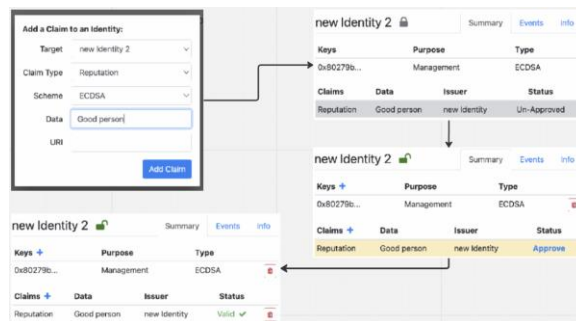 Add a Claim to an Identity:
Target new Identity 2
Claim Type Reputation
Scheme ECDSA
Data Good person
URI
Add Claim
new Identity 2 Summary Events Info
Keys Purpose Type
0x80279b... Management ECDSA
Claims Data Issuer Status
Reputation Good person new Identity Un-Approved
new Identity 2 Summary Events Info
Keys + Purpose Type
0x80279b... Management ECDSA
Claims + Data Issuer Status
Reputation Good person new Identity Approve
new Identity 2 Summary Events Info
Keys + Purpose Type
0x80279b... Management ECDSA
Claims + Data Issuer Status
Reputation Good person new Identity Valid ✓